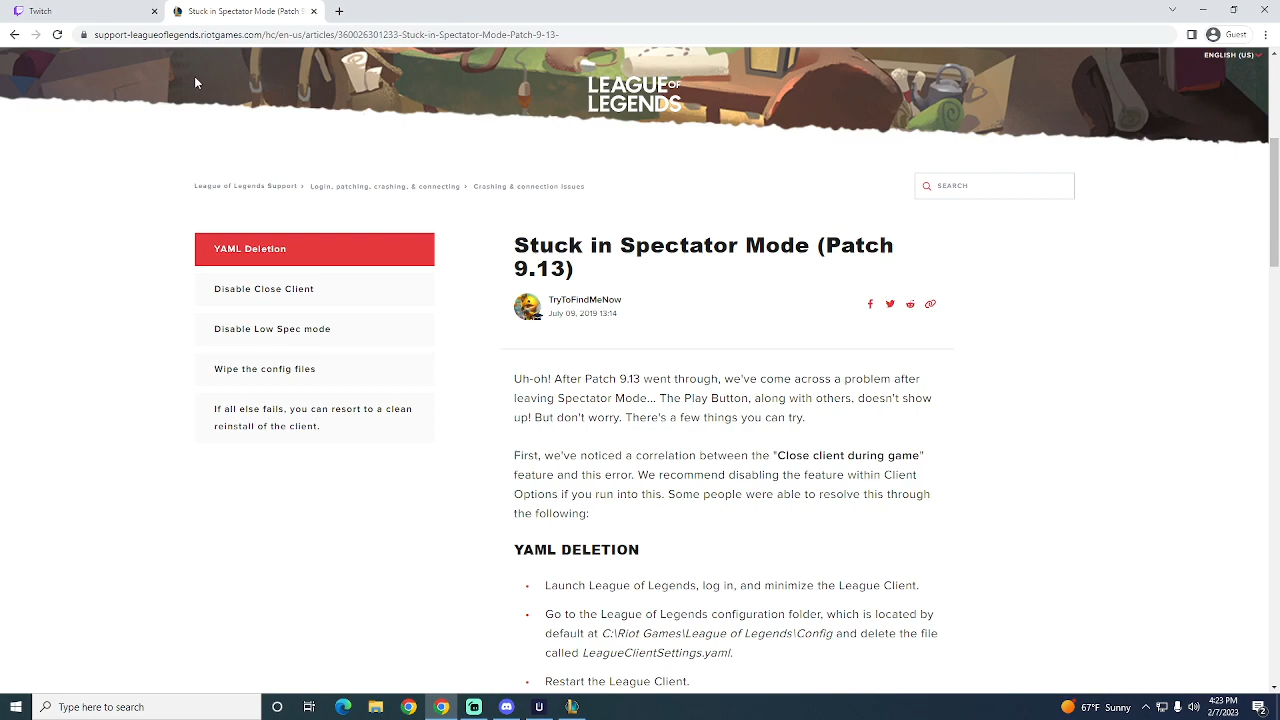 Twitch
Stuck in Spectator Mode (Patch 9
support-leagueoflegends.riotgames.com/hc/en-us/articles/360026301393-Stuck-in-Spectator-Mode-Patch-9-13-
Guest
ENGLISH (US)
LEAGUE OF
LEGENDS
League of Legends Support › Login, patching, crashing, & connecting › Crashing & connection issues
SEARCH
YAML Deletion
Disable Close Client
Disable Low Spec mode
Wipe the config files
If all else fails, you can resort to a clean
reinstall of the client.
Stuck in Spectator Mode (Patch
9.13)
TryToFindMeNow
July 09, 2019 13:14
Uh-oh! After Patch 9.13 went through, we've come across a problem after
leaving Spectator Mode... The Play Button, along with others, doesn't show
up! But don't worry. There's a few things you can try.
First, we've noticed a correlation between the "Close client during game"
feature and this error. We recommend disabling the feature within Client
Options if you run into this. Some people were able to resolve this through
the following:
YAML DELETION
• Launch League of Legends, log in, and minimize the League Client.
• Go to the League of Legends configuration folder, which is located by
default at C:\Riot Games\League of Legends\Config and delete the file
called LeagueClientSettings.yaml.
• Restart the League Client.
Type here to search
67°F Sunny
4:23 PM
2/7/2023